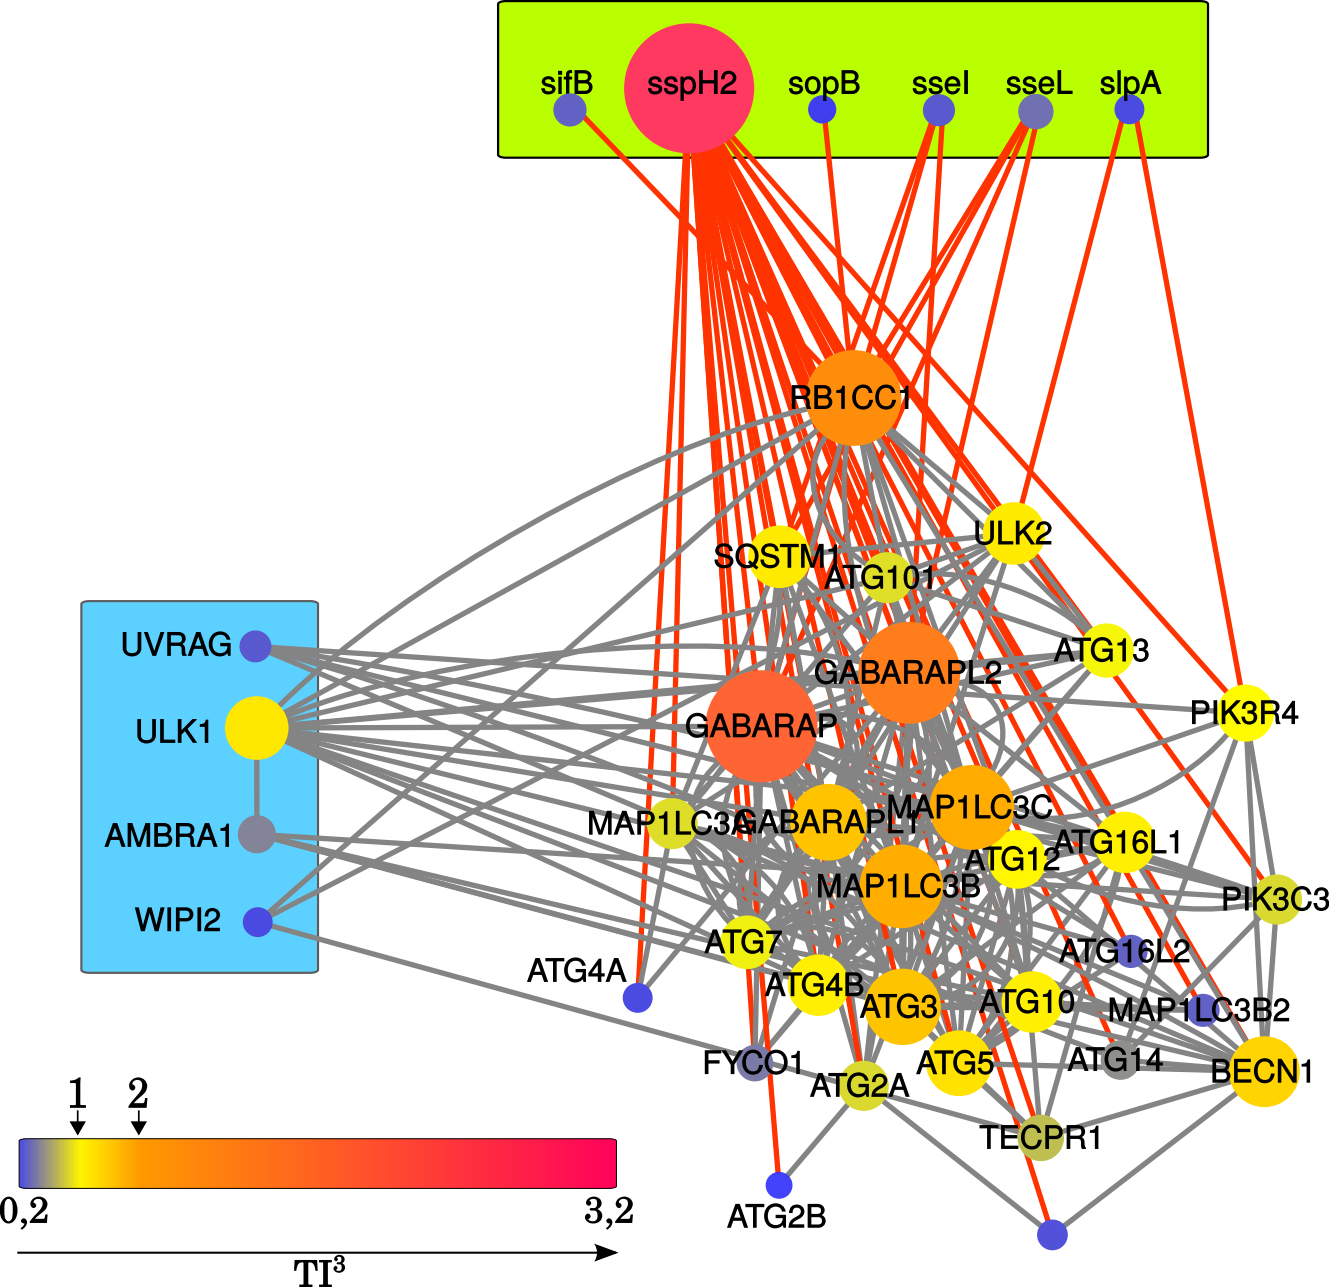 sifB
sspH2
sopB
sseI
sseL
slpA
RB1CC1
ULK2
SQSTM1
ATG101
UVRAG
ATG13
GABARAPL2
PIK3R4
ULK1
GABARAP
MAP1LC3A
GABARAPL1
MAP1LC3C
AMBRA1
ATG12
ATG16L1
MAP1LC3B
PIK3C3
WIPI2
ATG7
ATG16L2
ATG4A
ATG4B
ATG3
ATG10
MAP1LC3B2
FYCO1
ATG2A
ATG5
ATG14
BECN1
1 2
TECPR1
0,2 3,2
ATG2B
TI³